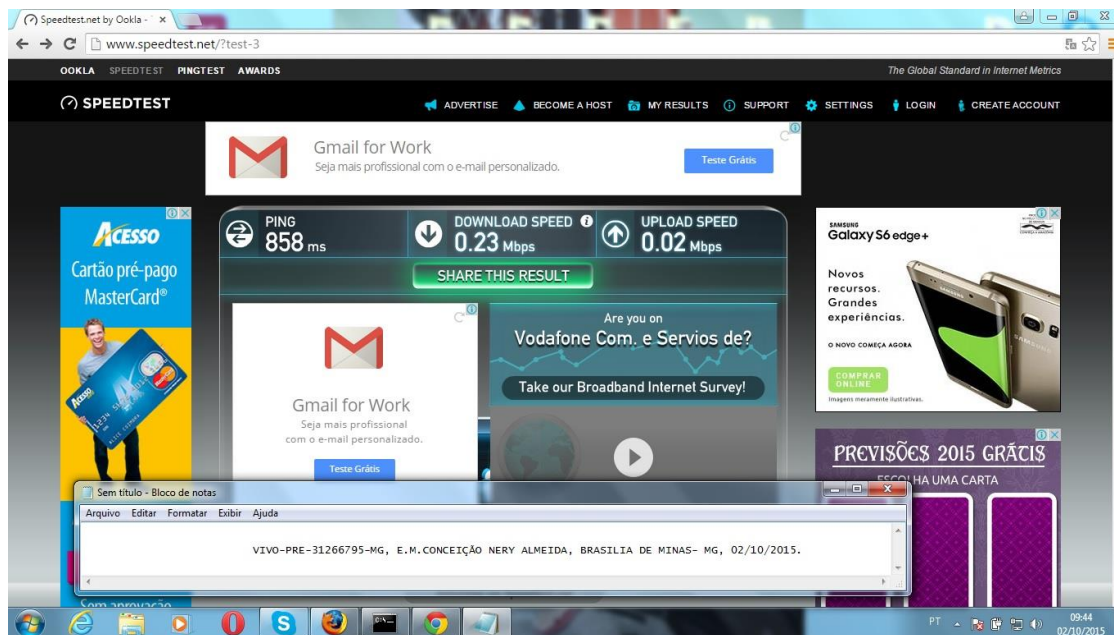 Speedtest.net by Ookla -
www.speedtest.net/?test-3
OOKLA SPEEDTEST PINGTEST AWARDS
The Global Standard in Internet Metrics
SPEEDTEST
ADVERTISE BECOME A HOST MY RESULTS SUPPORT SETTINGS LOGIN CREATE ACCOUNT
Gmail for Work
Seja mais profissional com o e-mail personalizado.
Teste Grátis
ACESSO
Cartão pré-pago
MasterCard®
PING
858 ms
DOWNLOAD SPEED
0.23 Mbps
UPLOAD SPEED
0.02 Mbps
SHARE THIS RESULT
Gmail for Work
Seja mais profissional
com o e-mail personalizado.
Teste Grátis
Are you on
Vodafone Com. e Servios de?
Take our Broadband Internet Survey!
SAMSUNG
Galaxy S6 edge+
Novos
recursos.
Grandes
experiências.
O NOVO COMEÇA AGORA
COMPRAR
ONLINE
Imagens meramente ilustrativas.
PREVISÕES 2015 GRÁTIS
ESCOLHA UMA CARTA
Sem título - Bloco de notas
Arquivo Editar Formatar Exibir Ajuda
VIVO-PRE-31266795-MG, E.M.CONCEIÇÃO NERY ALMEIDA, BRASILIA DE MINAS- MG, 02/10/2015.
Sem aprovação
PT
09:44
02/10/2015